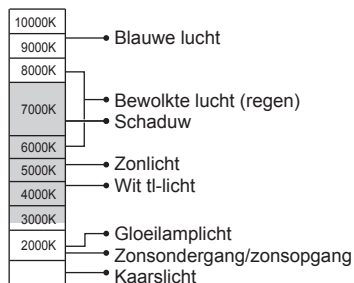 10000K
Blauwe lucht
9000K
8000K
Bewolkte lucht (regen)
7000K
Schaduw
6000K
5000K
Zonlicht
Wit tl-licht
4000K
3000K
Gloeilamplicht
2000K
Zonsondergang/zonsopgang
Kaarslicht